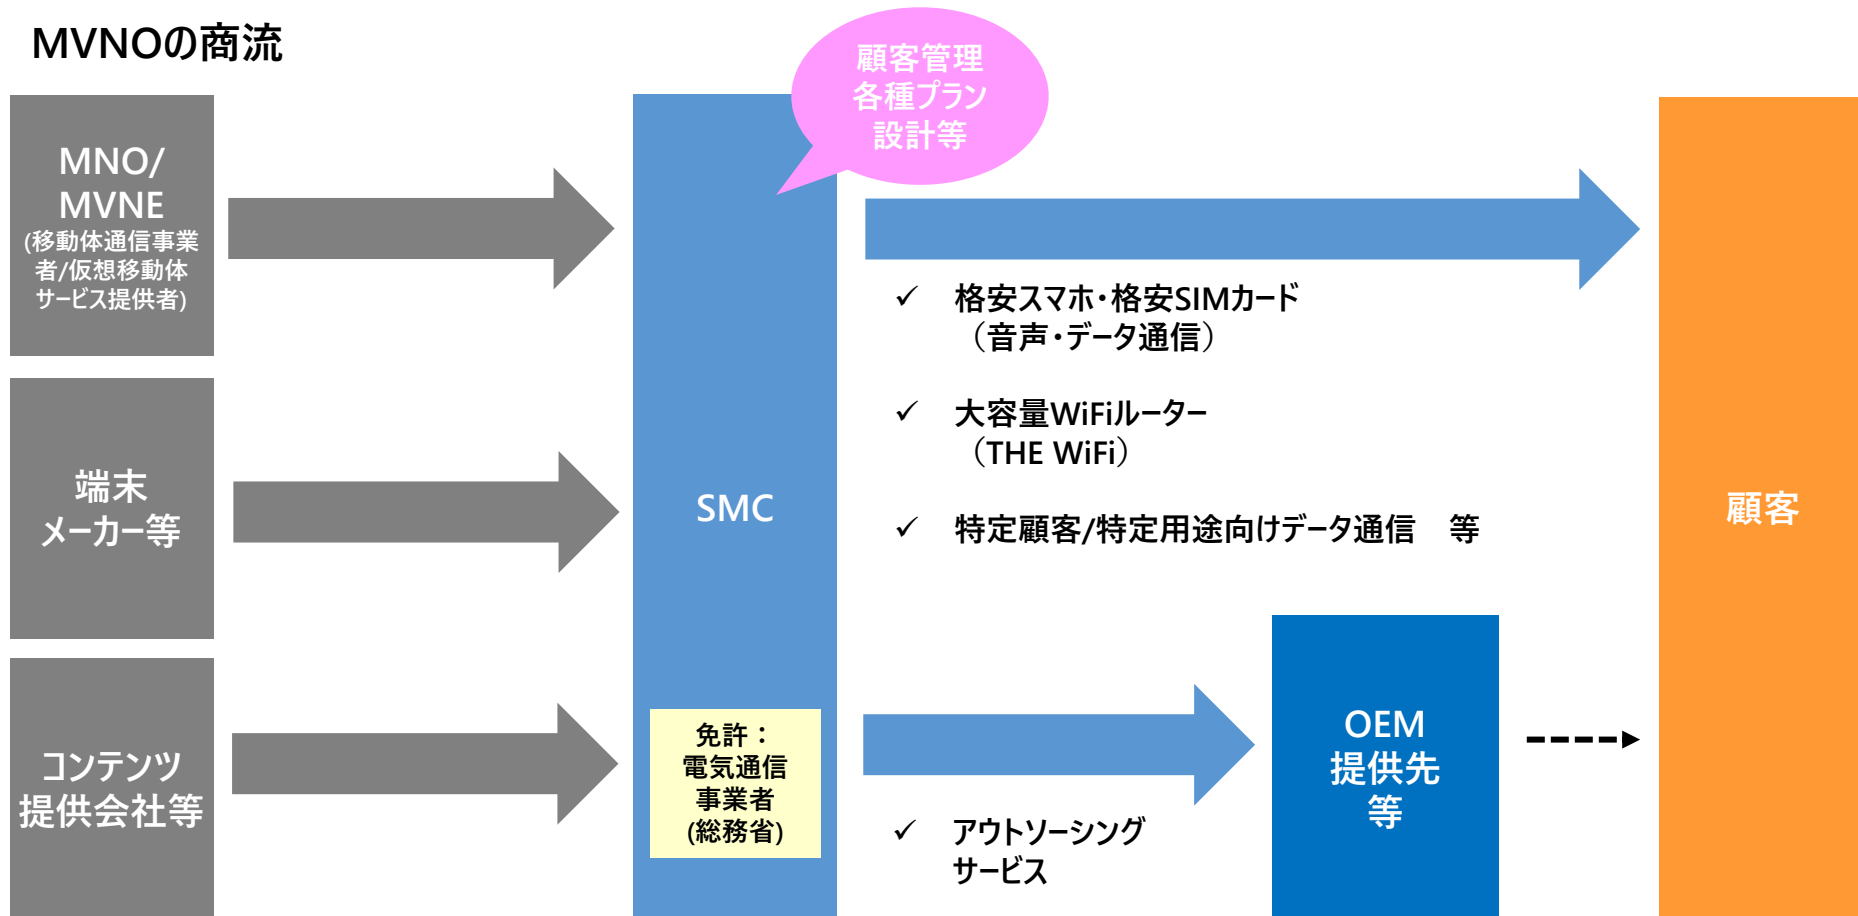 MVNOの商流
顧客管理
各種プラン
設計等
MNO/
MVNE
(移動体通信事業
者/仮想移動体
サービス提供者)
端末
メーカー等
コンテンツ
提供会社等
SMC
免許：
電気通信
事業者
(総務省)
✓ 格安スマホ・格安SIMカード
（音声・データ通信）
✓ 大容量WiFiルーター
（THE WiFi）
✓ 特定顧客/特定用途向けデータ通信　等
✓ アウトソーシング
サービス
OEM
提供先
等
顧客